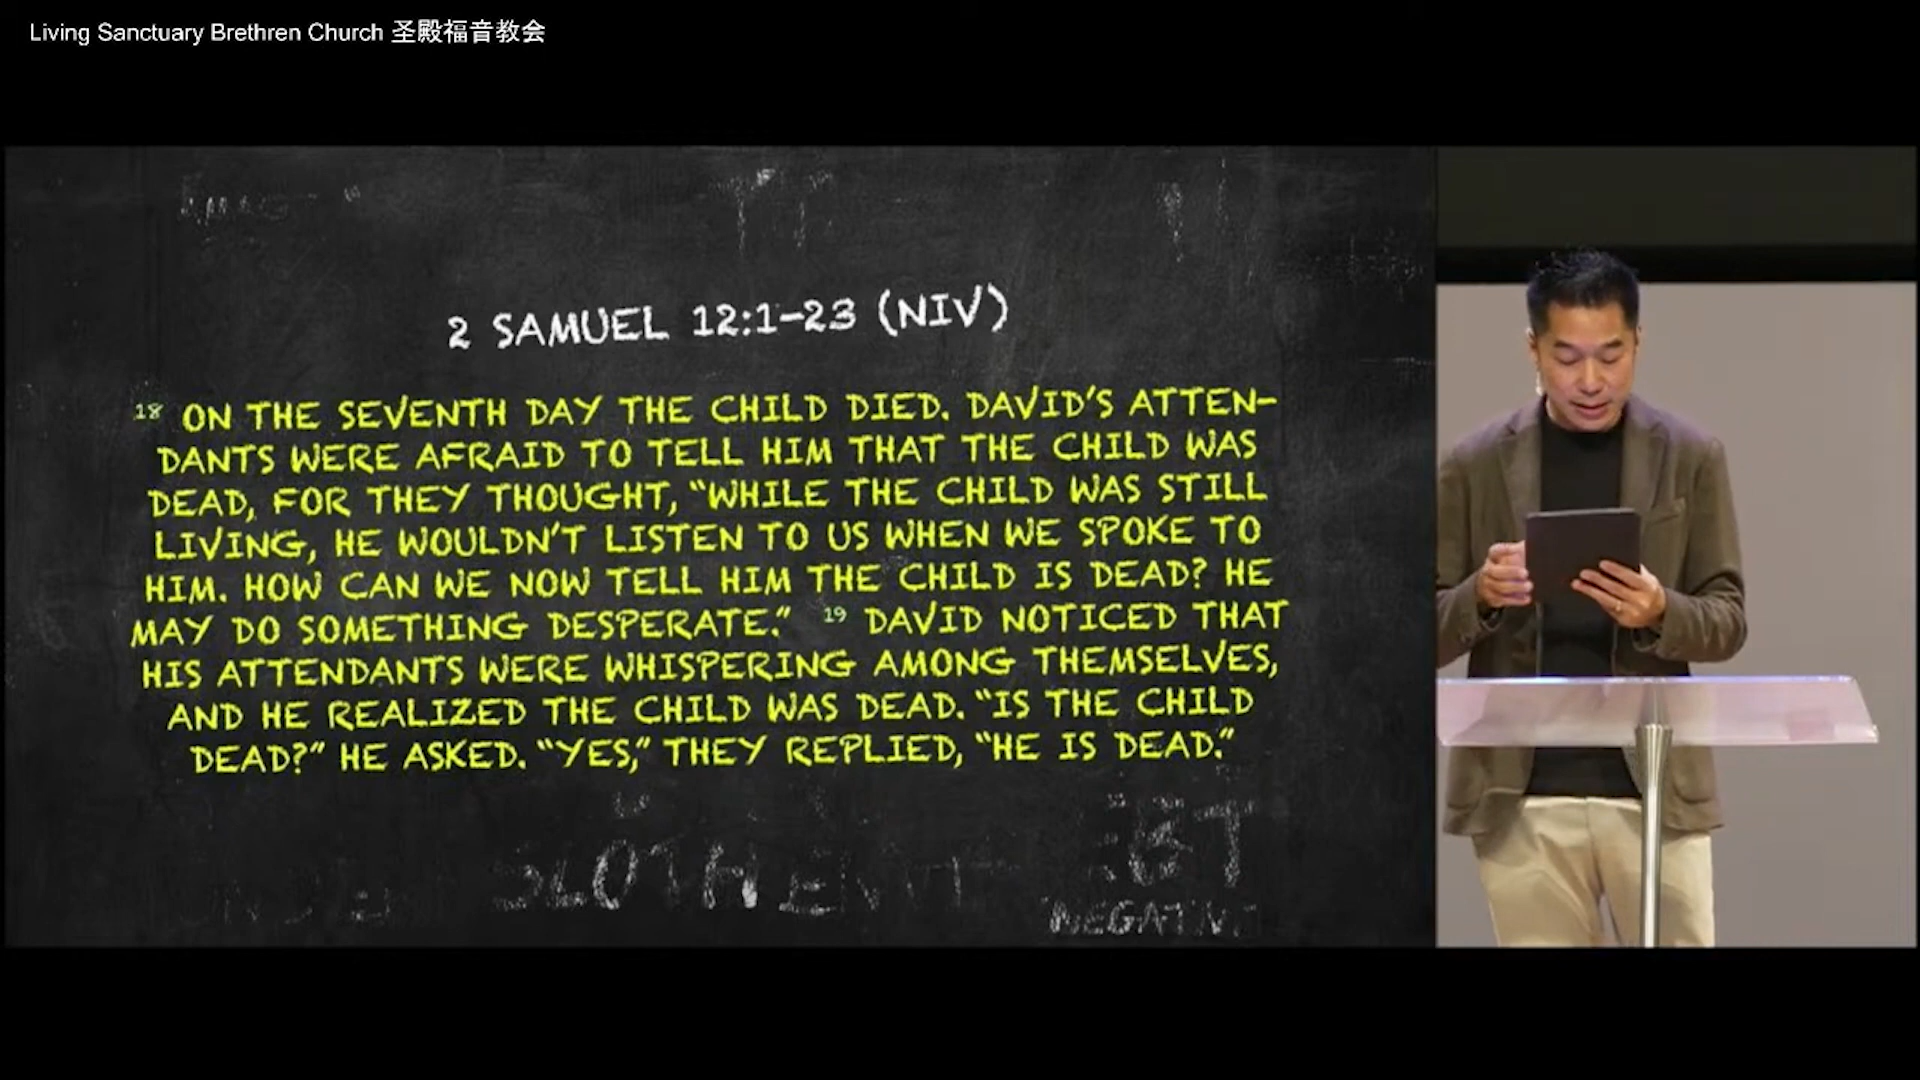 Living Sanctuary Brethren Church 圣殿福音教会
2 SAMUEL 12:1-23 (NIV)
18 ON THE SEVENTH DAY THE CHILD DIED. DAVID'S ATTEN-
DANTS WERE AFRAID TO TELL HIM THAT THE CHILD WAS
DEAD, FOR THEY THOUGHT, "WHILE THE CHILD WAS STILL
LIVING, HE WOULDN'T LISTEN TO US WHEN WE SPOKE TO
HIM. HOW CAN WE NOW TELL HIM THE CHILD IS DEAD? HE
MAY DO SOMETHING DESPERATE." 19 DAVID NOTICED THAT
HIS ATTENDANTS WERE WHISPERING AMONG THEMSELVES,
AND HE REALIZED THE CHILD WAS DEAD. "IS THE CHILD
DEAD?" HE ASKED. "YES," THEY REPLIED, "HE IS DEAD."